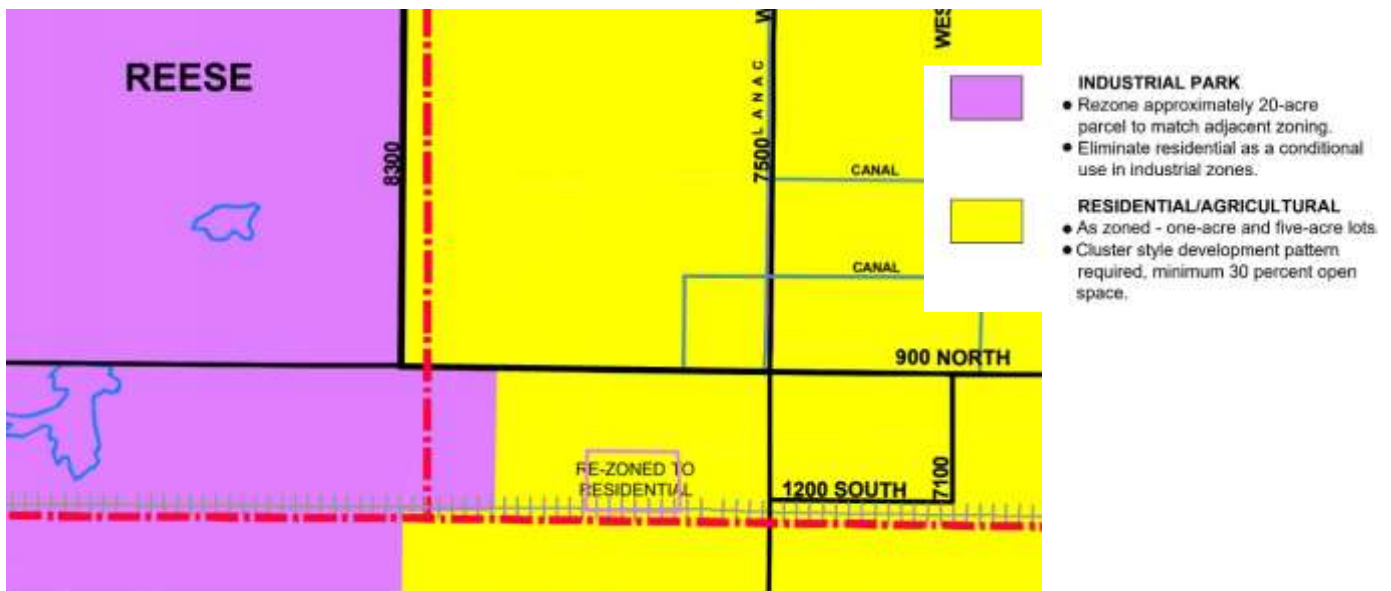 REESE
8300
7500
LANAC
W
WES
CANAL
CANAL
900 NORTH
RE-ZONED TO
RESIDENTIAL
1200 SOUTH
7100
INDUSTRIAL PARK
● Rezone approximately 20-acre
parcel to match adjacent zoning.
● Eliminate residential as a conditional
use in industrial zones.
RESIDENTIAL/AGRICULTURAL
● As zoned - one-acre and five-acre lots.
● Cluster style development pattern
required, minimum 30 percent open
space.